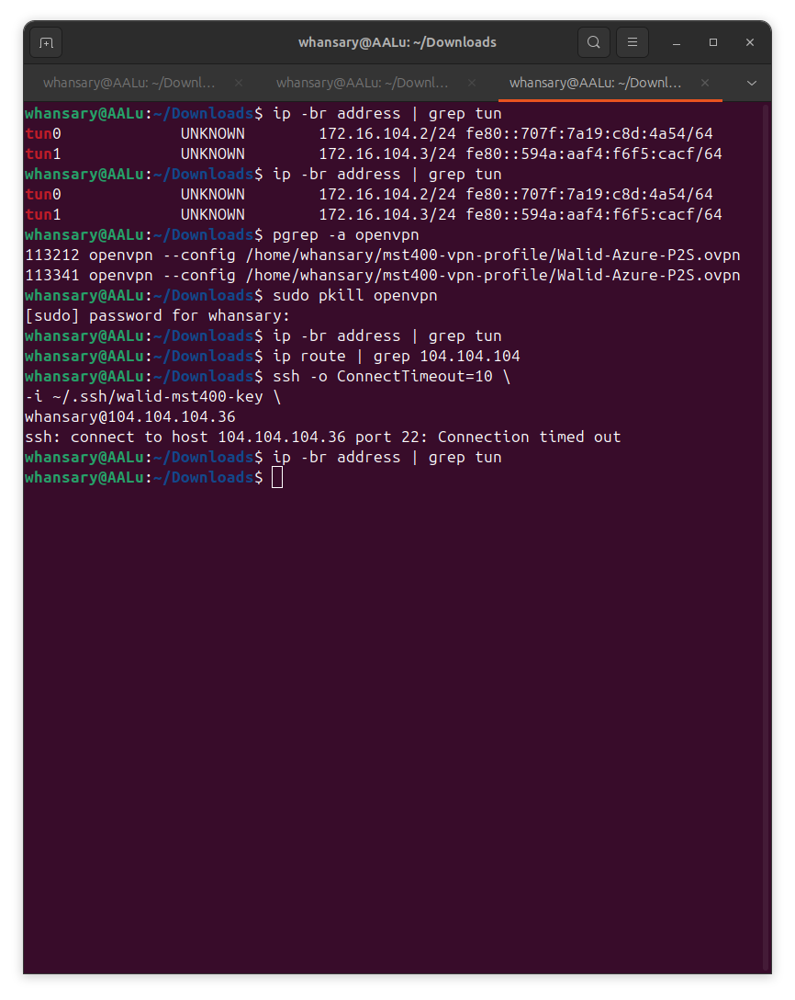 whansary@AALu: ~/Downloads
whansary@AALu: ~/Downl...
whansary@AALu: ~/Downl...
whansary@AALu: ~/Downl...
whansary@AALu:~/Downloads$ ip -br address | grep tun
tun0             UNKNOWN        172.16.104.2/24 fe80::707f:7a19:c8d:4a54/64
tun1             UNKNOWN        172.16.104.3/24 fe80::594a:aaf4:f6f5:cacf/64
whansary@AALu:~/Downloads$ ip -br address | grep tun
tun0             UNKNOWN        172.16.104.2/24 fe80::707f:7a19:c8d:4a54/64
tun1             UNKNOWN        172.16.104.3/24 fe80::594a:aaf4:f6f5:cacf/64
whansary@AALu:~/Downloads$ pgrep -a openvpn
113212 openvpn --config /home/whansary/mst400-vpn-profile/Walid-Azure-P2S.ovpn
113341 openvpn --config /home/whansary/mst400-vpn-profile/Walid-Azure-P2S.ovpn
whansary@AALu:~/Downloads$ sudo pkill openvpn
[sudo] password for whansary:
whansary@AALu:~/Downloads$ ip -br address | grep tun
whansary@AALu:~/Downloads$ ip route | grep 104.104.104
whansary@AALu:~/Downloads$ ssh -o ConnectTimeout=10 \
-i ~/.ssh/walid-mst400-key \
whansary@104.104.104.36
ssh: connect to host 104.104.104.36 port 22: Connection timed out
whansary@AALu:~/Downloads$ ip -br address | grep tun
whansary@AALu:~/Downloads$